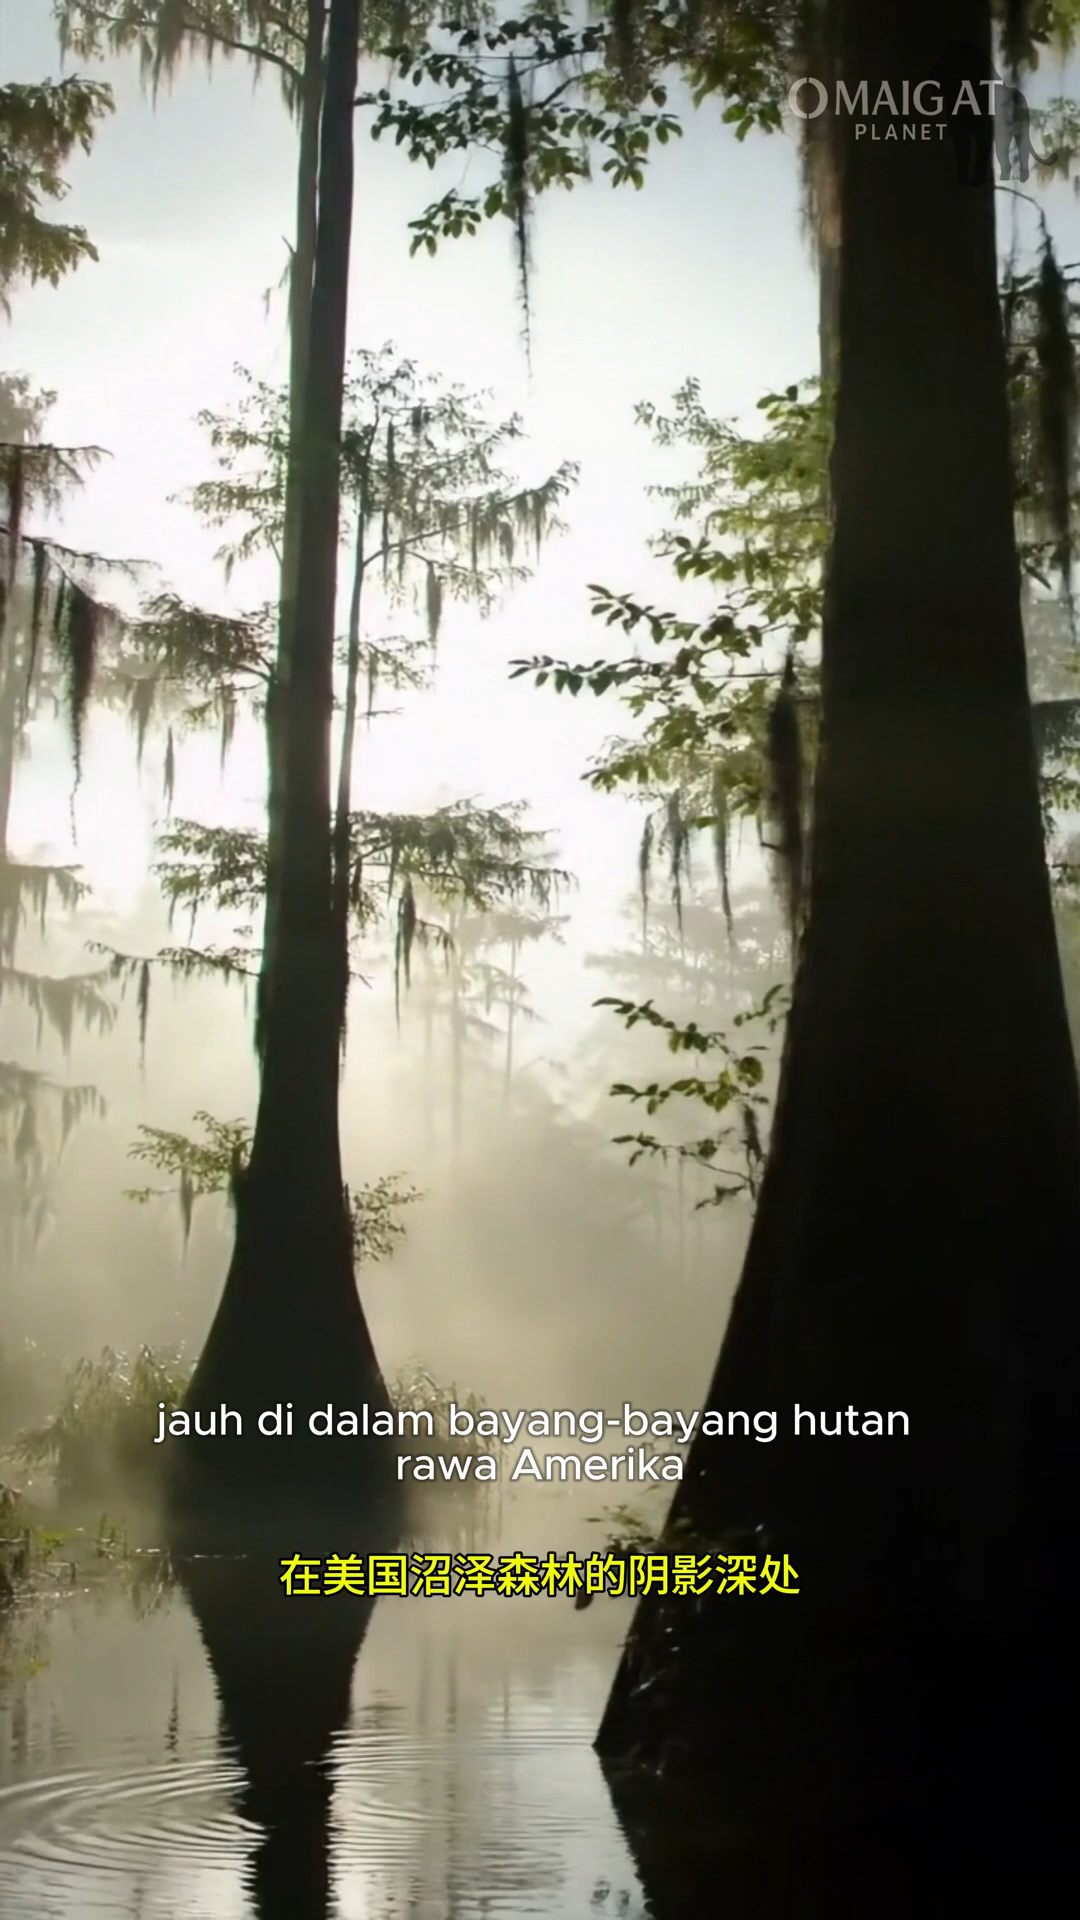 OMAIGAT
PLANET
jauh di dalam bayang-bayang hutan
rawa Amerika
在美国沼泽森林的阴影深处